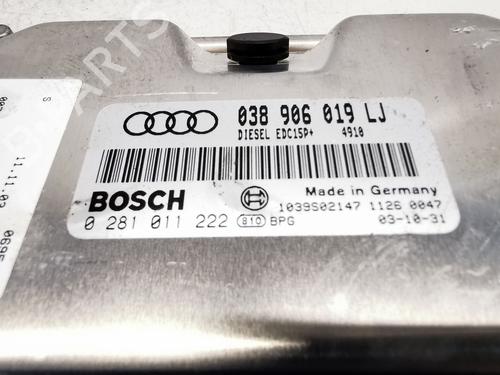 038 906 019 LJ
DIESEL EDC15P+ 4910
BOSCH
Made in Germany
0 281 011 222 810 BPG
1039S02147 1126 0047
03-10-31
S
11.11.03
PARTS